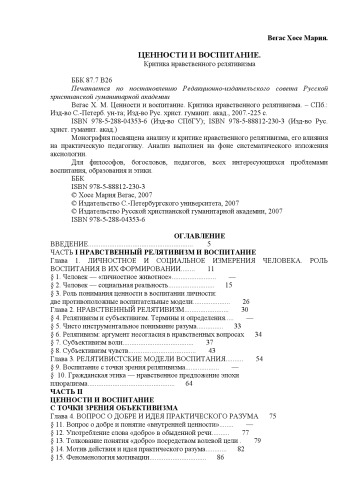 Вегас Хосе Мария.
ЦЕННОСТИ И ВОСПИТАНИЕ.
Критика нравственного релятивизма
ББК 87.7 В26
Печатается по постановлению Редакционно-издательского совета Русской
христианской гуманитарной академии
Вегас Х. М. Ценности и воспитание. Критика нравственного релятивизма. – СПб.:
Изд-во С.-Петерб. ун-та; Изд-во Рус. христ. гуманит. акад., 2007.-225 с.
ISBN 978-5-288-04353-6 (Изд-во СПбГУ); ISBN 978-5-88812-230-3 (Изд-во Рус.
христ. гуманит. акад.)
Монография посвящена анализу и критике нравственного релятивизма, его влияния
на практическую педагогику. Анализ выполнен на фоне систематического изложения
аксиологии.
Для философов, богословов, педагогов, всех интересующихся проблемами
воспитания, образования и этики.
ББК
ISBN 978-5-88812-230-3
© Хосе Мария Вегас, 2007
© Издательство С.-Петербургского университета, 2007
© Издательство Русской христианской гуманитарной академии, 2007
ISBN 978-5-288-04353-6
ОГЛАВЛЕНИЕ
ВВЕДЕНИЕ.................................................. 5
ЧАСТЬ I НРАВСТВЕННЫЙ РЕЛЯТИВИЗМ И ВОСПИТАНИЕ
Глава 1. ЛИЧНОСТНОЕ И СОЦИАЛЬНОЕ ИЗМЕРЕНИЯ ЧЕЛОВЕКА. РОЛЬ
ВОСПИТАНИЯ В ИХ ФОРМИРОВАНИИ....... 11
§ 1. Человек — «личностное животное»................................ —
§ 2. Человек — социальная реальность...................... 15
§ 3. Роль понимания ценности в воспитании личности:
две противоположные воспитательные модели................. 26
Глава 2. НРАВСТВЕННЫЙ РЕЛЯТИВИЗМ..................... 30
§ 4. Релятивизм и субъективизм. Термины и определения..... —
§ 5. Чисто инструментальное понимание разума............ 33
§ 6. Релятивизм: аргумент несогласия в нравственных вопросах 34
§ 7. Субъективизм воли................................ 37
§ 8. Субъективизм чувств............................... 43
Глава 3. РЕЛЯТИВИСТСКИЕ МОДЕЛИ ВОСПИТАНИЯ........ 54
§ 9. Воспитание с точки зрения релятивизма............... —
§ 10. Гражданская этика — нравственное предложение эпохи
плюрализма........................................ 64
ЧАСТЬ II
ЦЕННОСТИ И ВОСПИТАНИЕ
С ТОЧКИ ЗРЕНИЯ ОБЪЕКТИВИЗМА
Глава 4. ВОПРОС О ДОБРЕ И ИДЕЯ ПРАКТИЧЕСКОГО РАЗУМА 75
§ 11. Вопрос о добре и понятие «внутренней ценности»....... —
§ 12. Употребление слова «добро» в обыденной речи........ 77
§ 13. Толкование понятия «добро» посредством волевой цели . 79
§ 14. Мотив действия и идея практического разума.......... 82
§ 15. Феноменология мотивации......................... 86